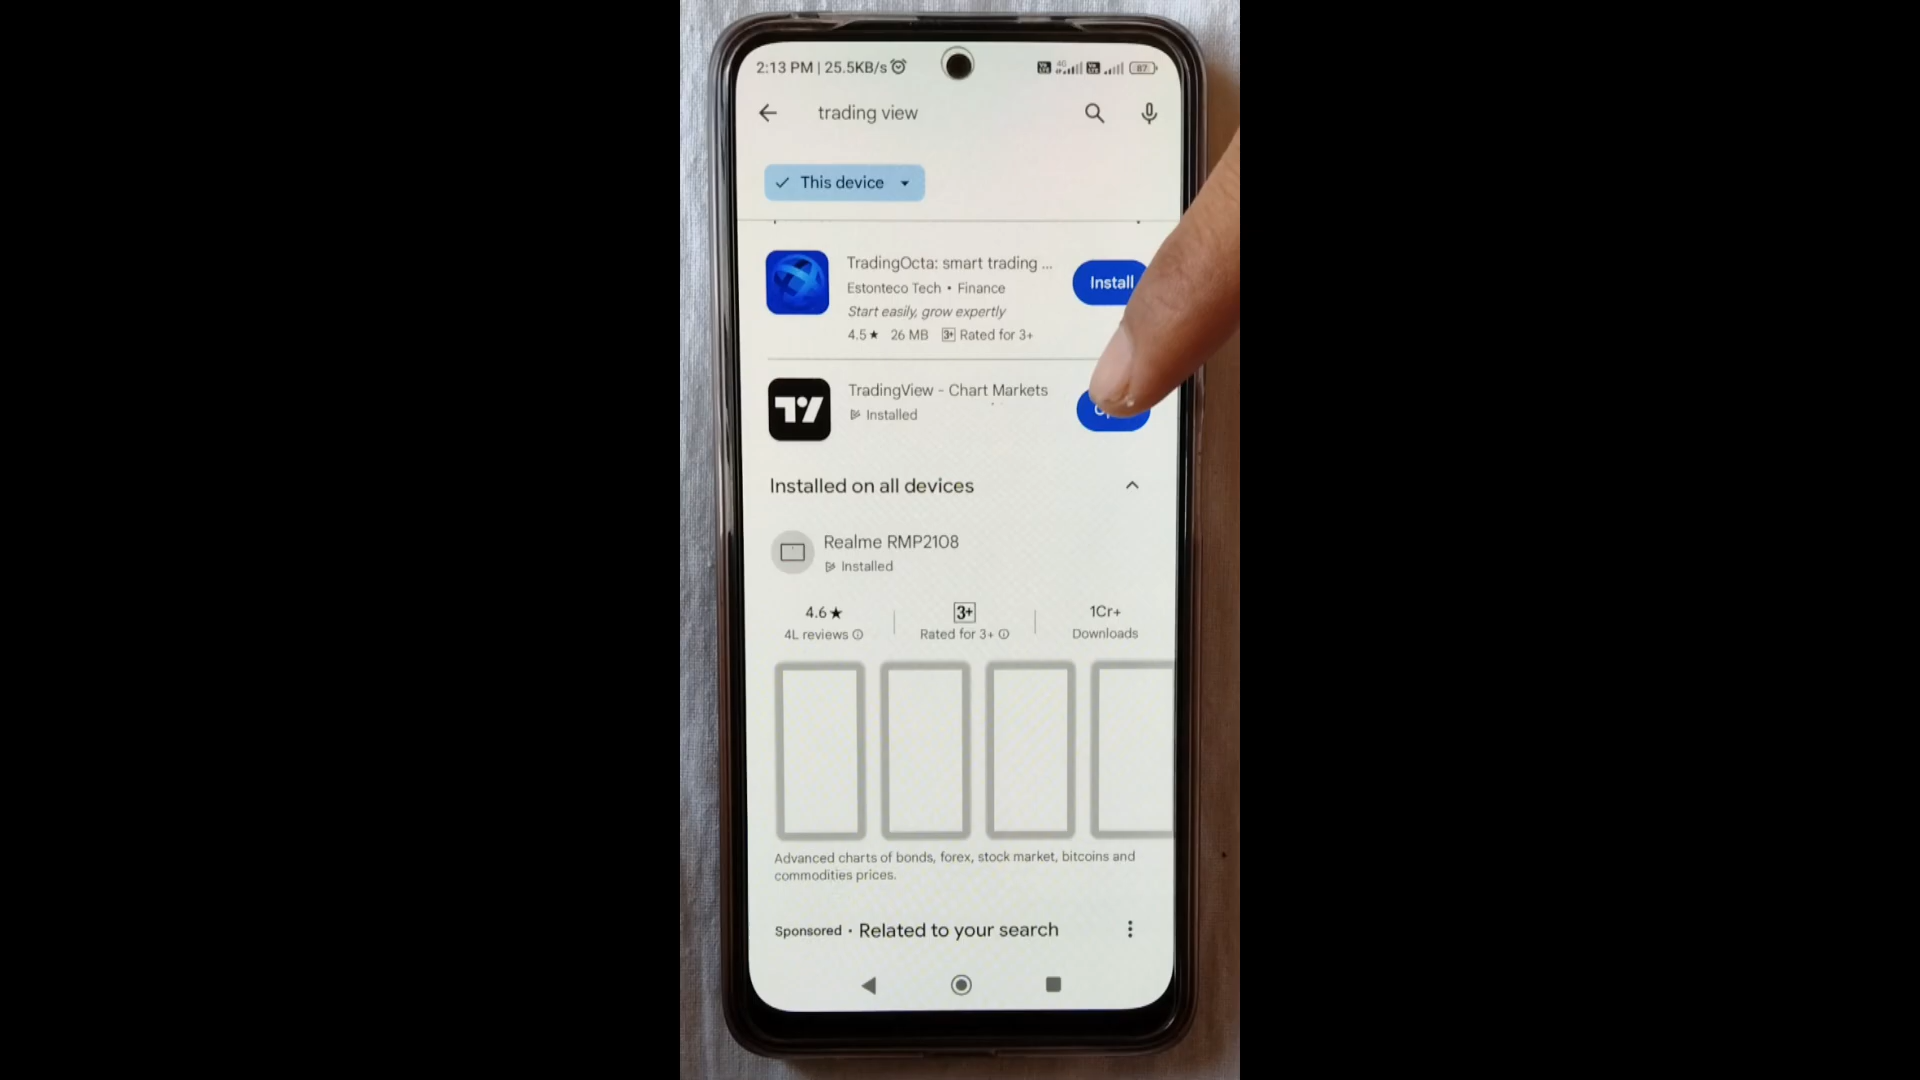 2:13 PM | 25.5KB/s 4G 87
trading view
This device
TradingOcta: smart trading ...
Install
Estonteco Tech • Finance
Start easily, grow expertly
4.5★ 26 MB 3+ Rated for 3+
TradingView - Chart Markets
Installed
Installed on all devices
Realme RMP2108
Installed
4.6★ 3+ 1Cr+
4L reviews Rated for 3+ Downloads
Advanced charts of bonds, forex, stock market, bitcoins and
commodities prices.
Sponsored • Related to your search